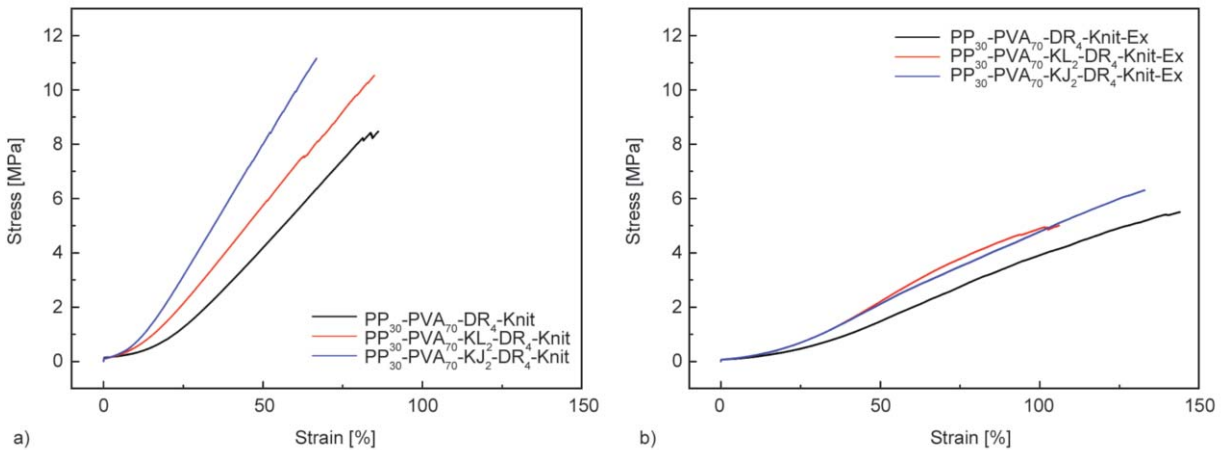 12
10
8
6
4
2
0
Stress [MPa]
PP30-PVA70-DR4-Knit
PP30-PVA70-KL2-DR4-Knit
PP30-PVA70-KJ2-DR4-Knit
0 50 100 150
Strain [%]
a)
12
10
8
6
4
2
0
Stress [MPa]
PP30-PVA70-DR4-Knit-Ex
PP30-PVA70-KL2-DR4-Knit-Ex
PP30-PVA70-KJ2-DR4-Knit-Ex
0 50 100 150
Strain [%]
b)